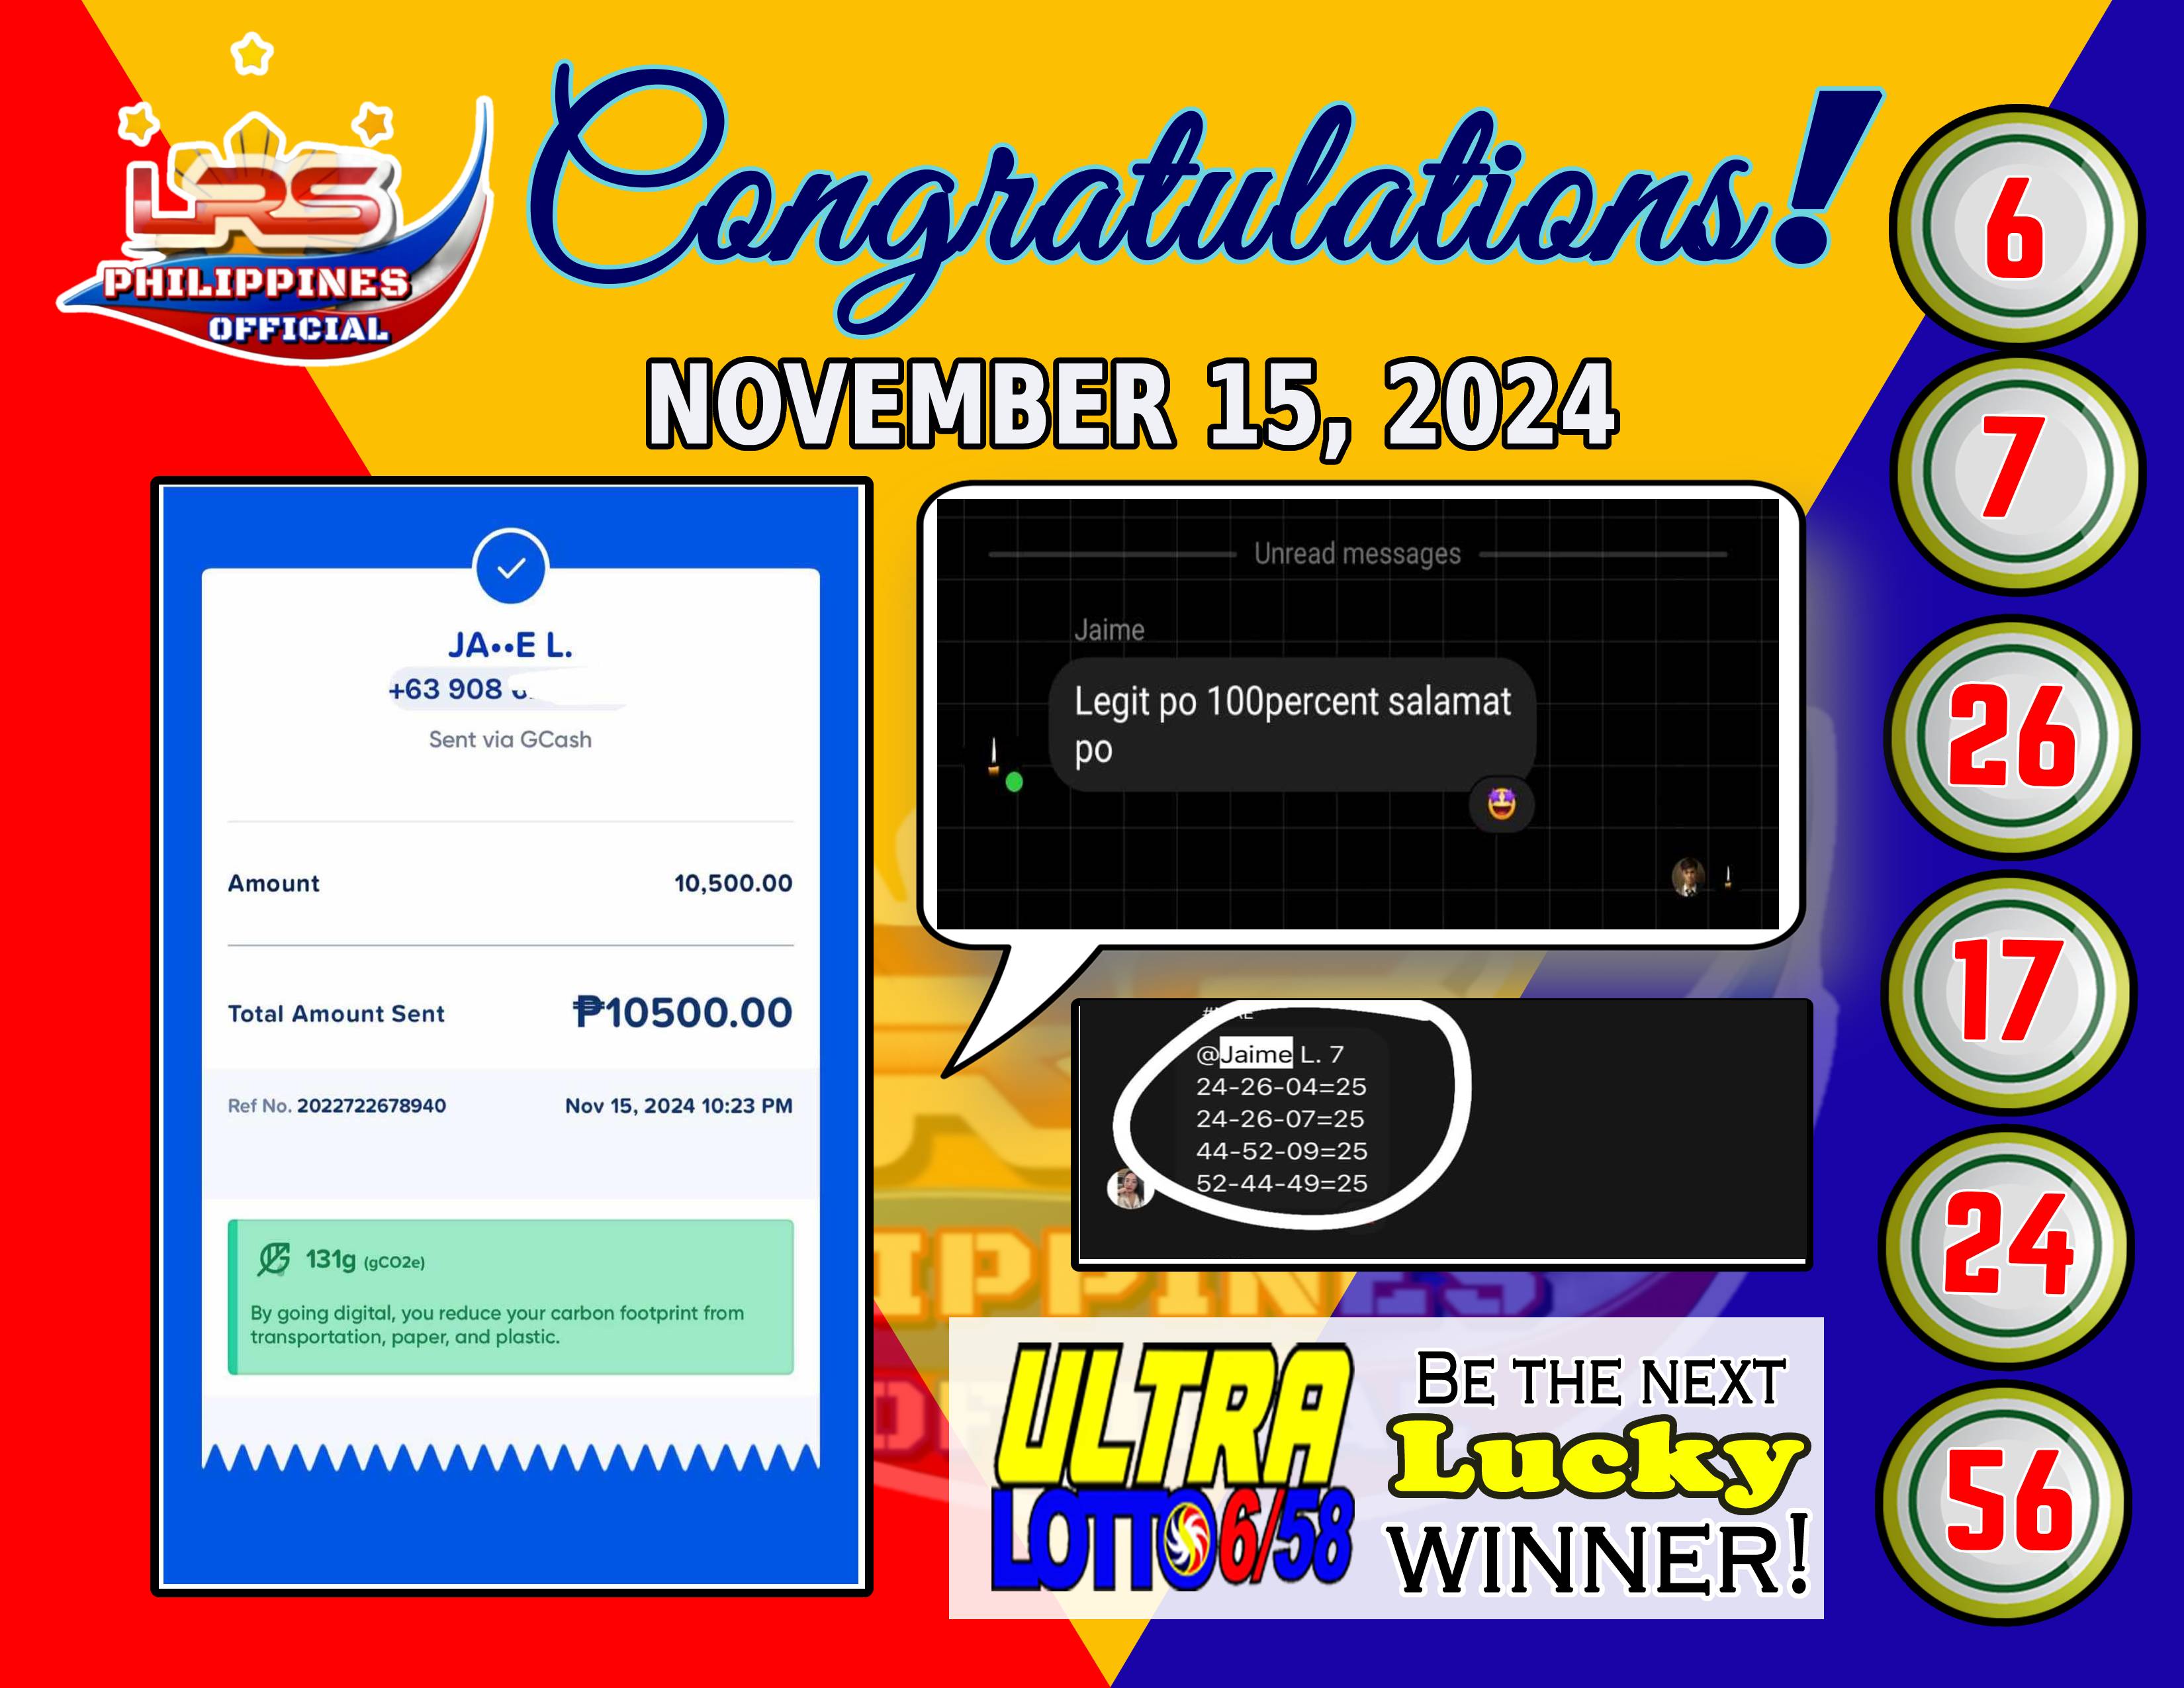 LRS
PHILIPPINES
OFFICIAL
Congratulations!
NOVEMBER 15, 2024
JA••E L.
+63 908
Sent via GCash
Amount 10,500.00
Total Amount Sent ₱10500.00
Ref No. 2022722678940 Nov 15, 2024 10:23 PM
131g (gCO2e)
By going digital, you reduce your carbon footprint from
transportation, paper, and plastic.
Unread messages
Jaime
Legit po 100percent salamat
po
@Jaime L. 7
24-26-04=25
24-26-07=25
44-52-09=25
52-44-49=25
ULTRA
LOTTO 6/58
BE THE NEXT
Lucky
WINNER!
6
7
26
17
24
56